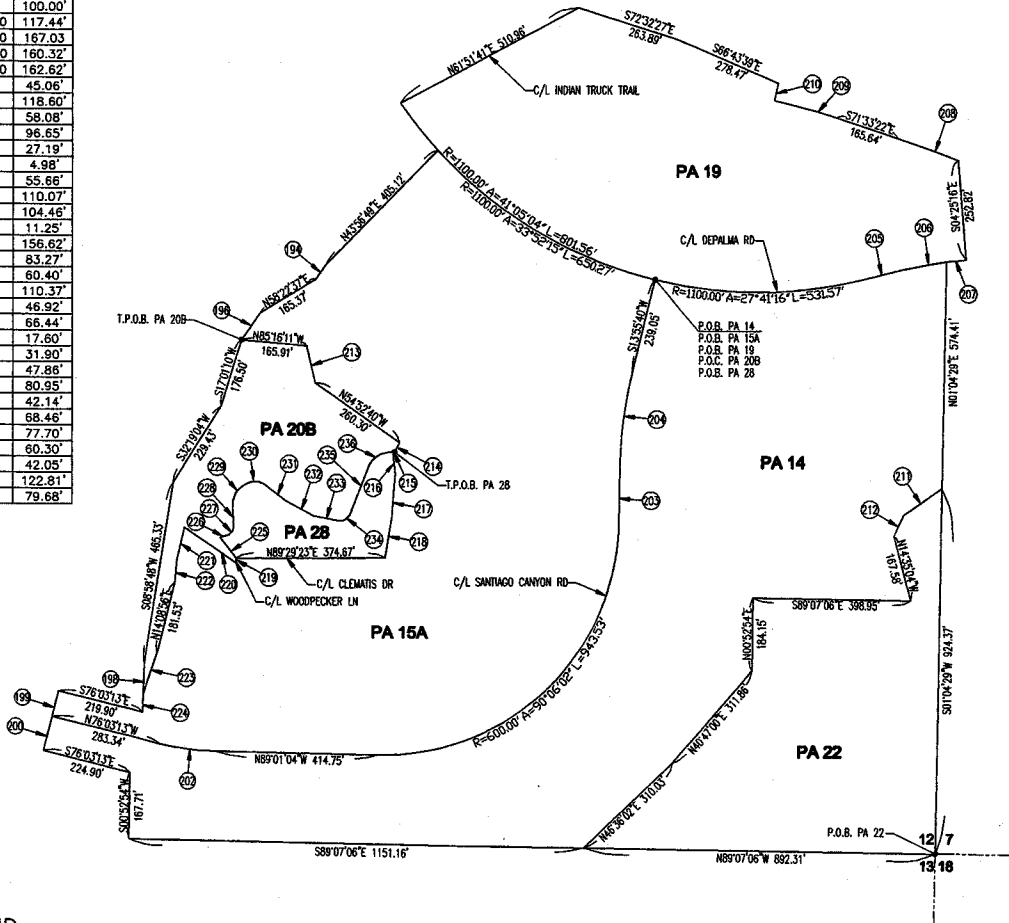 100.00'
0 117.44'
0 167.03
0 160.32'
0 162.62'
45.06'
118.60'
58.08'
96.65'
27.19'
4.98'
55.66'
110.07'
104.46'
11.25'
156.62'
83.27'
60.40'
110.37'
46.92'
66.44'
17.60'
31.90'
47.86'
80.95'
42.14'
68.46'
77.70'
60.30'
42.05'
122.81'
79.68'
S72°32'27"E
263.89'
S66°43'39"E
278.47'
N61°51'41"E 510.96'
C/L INDIAN TRUCK TRAIL
210
209
S71°33'22"E
165.64'
208
PA 19
S04°25'16"E
252.82'
R=1100.00' Δ=41°05'04" L=801.56'
R=1100.00' Δ=33°52'15" L=650.27'
C/L DEPALMA RD
205
206
207
R=1100.00' Δ=27°41'16" L=531.57'
N43°56'49"E 405.12'
194
N58°22'37"E
165.37'
196
T.P.O.B. PA 20B
N85°16'11"W
165.91'
213
S13°55'40"W
239.05'
P.O.B. PA 14
P.O.B. PA 15A
P.O.B. PA 19
P.O.C. PA 20B
P.O.B. PA 28
N01°04'29"E 574.41'
S17°01'10"W
176.50'
N54°52'40"W
260.30'
204
S32°19'04"W
229.43'
PA 20B
235
236
214
215
216
T.P.O.B. PA 28
PA 14
230
231
229
232
233
228
227
226
217
211
203
212
PA 28
225
234
218
N89°29'23"E 374.67'
221
222
220
219
C/L CLEMATIS DR
C/L WOODPECKER LN
C/L SANTIAGO CANYON RD
N14°35'04"W
167.58'
S89°07'06"E 398.95'
S08°58'48"W 465.33'
N14°08'56"E
181.53'
PA 15A
N00°52'54"E
184.15'
S01°04'29"W 924.37'
198
223
224
199
S76°03'13"E
219.90'
R=600.00' Δ=90°06'02" L=943.53'
N40°47'00"E 311.86'
200
N76°03'13"W
283.34'
S76°03'13"E
224.90'
202
N89°01'04"W 414.75'
PA 22
S00°52'54"W
167.71'
N46°36'02"E 310.03'
P.O.B. PA 22
12 7
13 18
S89°07'06"E 1151.16'
N89°07'06"W 892.31'